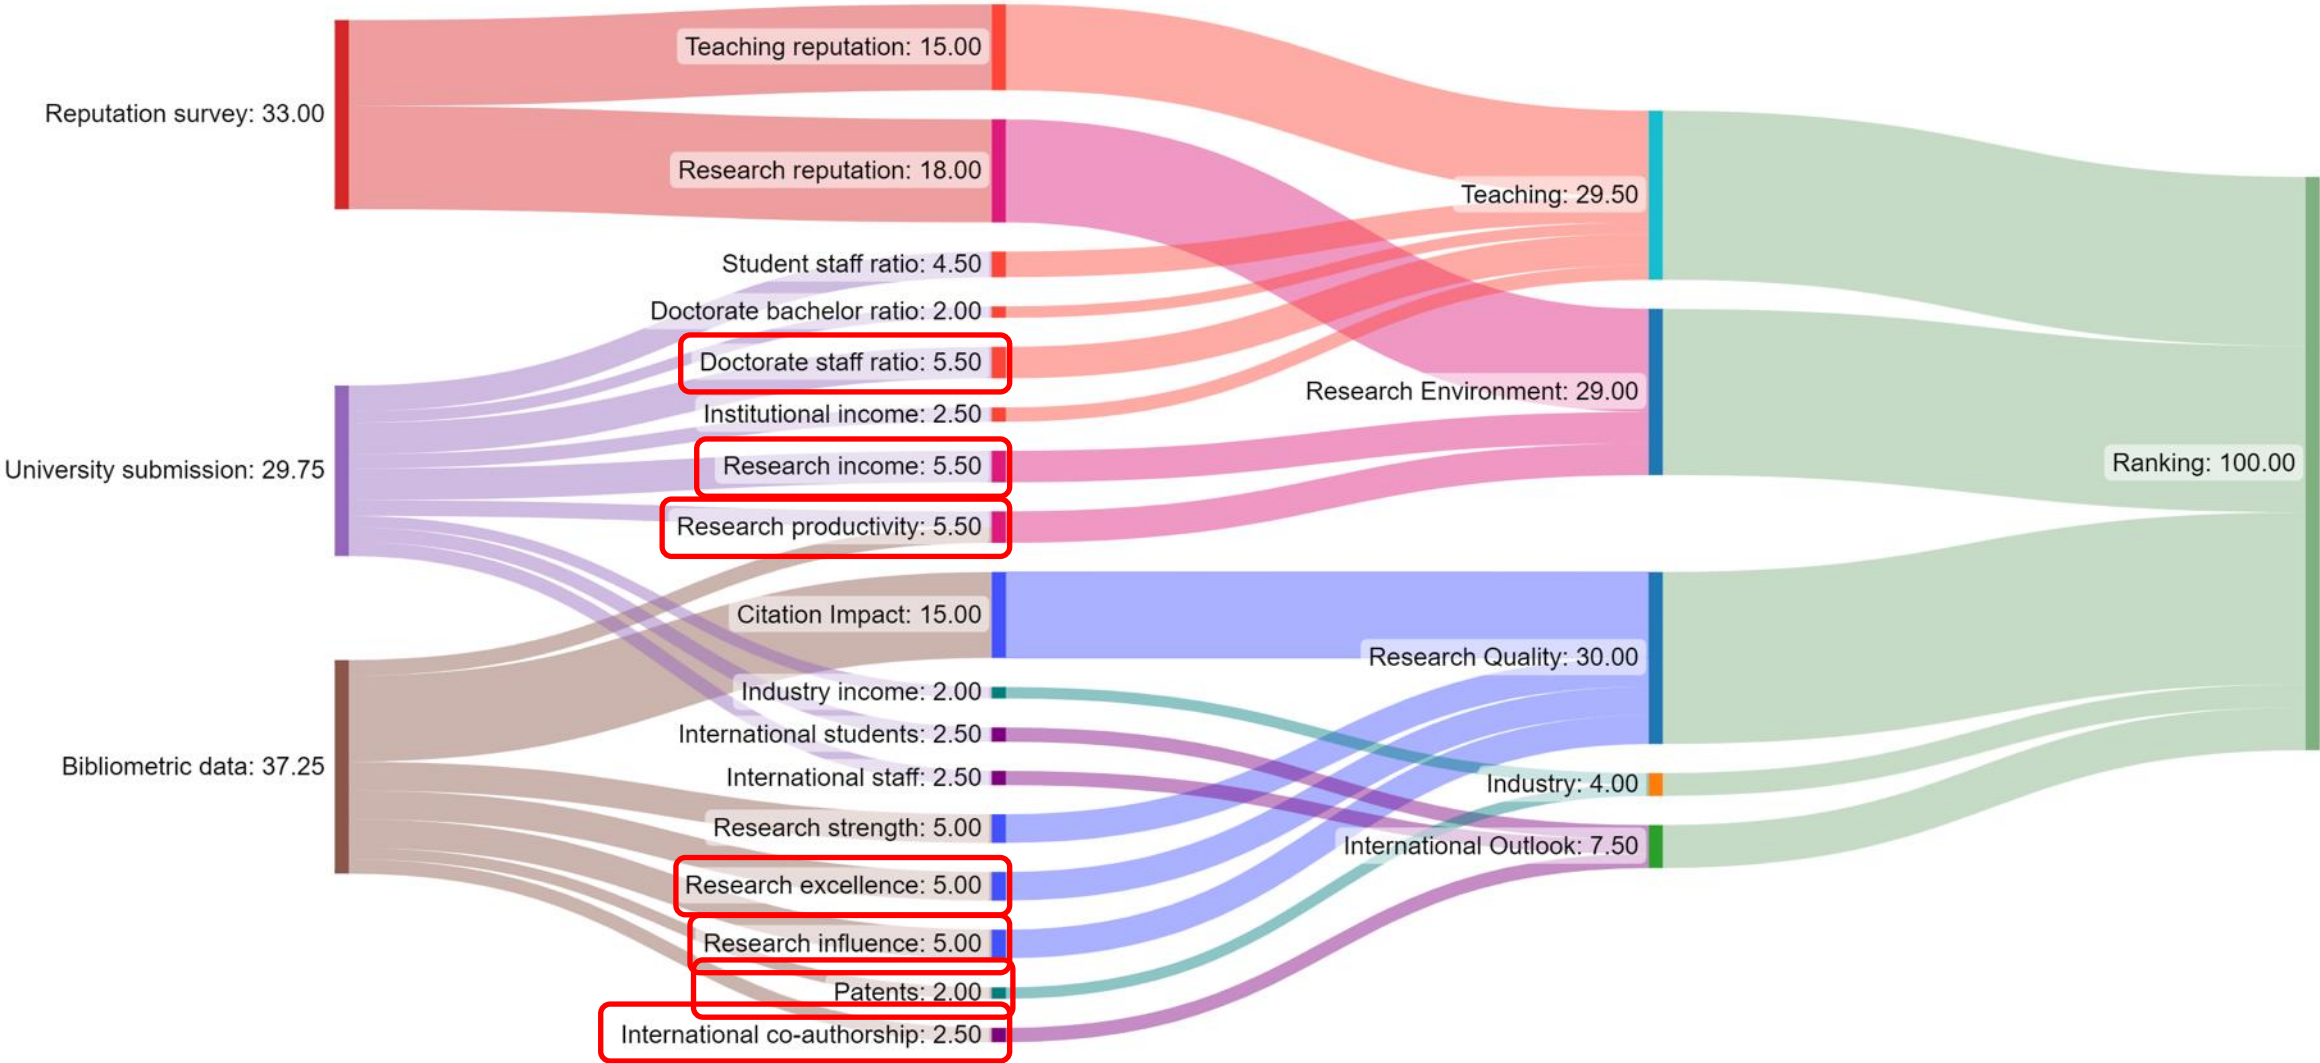 Reputation survey: 33.00
University submission: 29.75
Bibliometric data: 37.25
Teaching reputation: 15.00
Research reputation: 18.00
Student staff ratio: 4.50
Doctorate bachelor ratio: 2.00
Doctorate staff ratio: 5.50
Institutional income: 2.50
Research income: 5.50
Research productivity: 5.50
Citation Impact: 15.00
Industry income: 2.00
International students: 2.50
International staff: 2.50
Research strength: 5.00
Research excellence: 5.00
Research influence: 5.00
Patents: 2.00
International co-authorship: 2.50
Teaching: 29.50
Research Environment: 29.00
Research Quality: 30.00
Industry: 4.00
International Outlook: 7.50
Ranking: 100.00